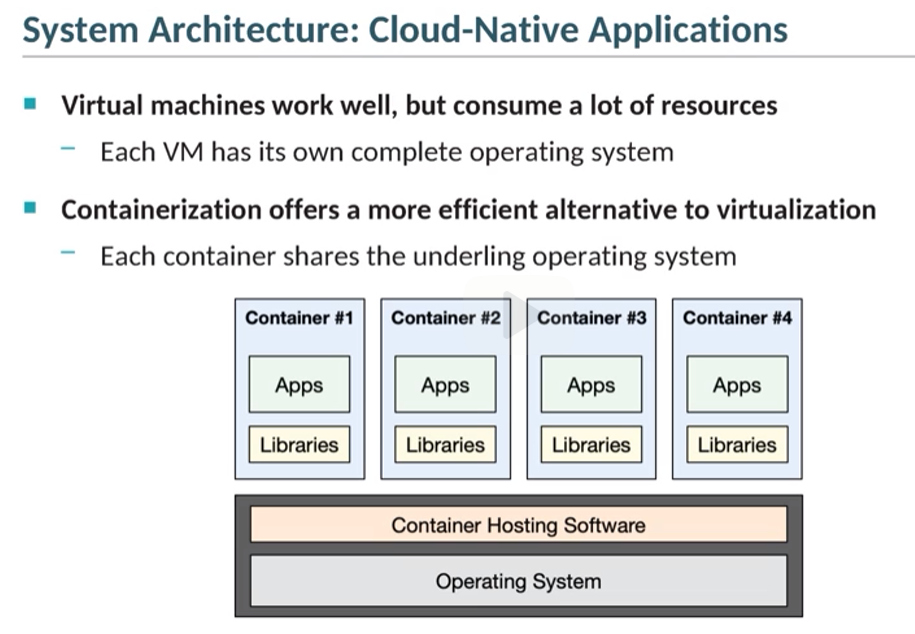 System Architecture: Cloud-Native Applications
Virtual machines work well, but consume a lot of resources
– Each VM has its own complete operating system
Containerization offers a more efficient alternative to virtualization
– Each container shares the underling operating system
Container #1 Container #2 Container #3 Container #4
Apps Apps Apps Apps
Libraries Libraries Libraries Libraries
Container Hosting Software
Operating System